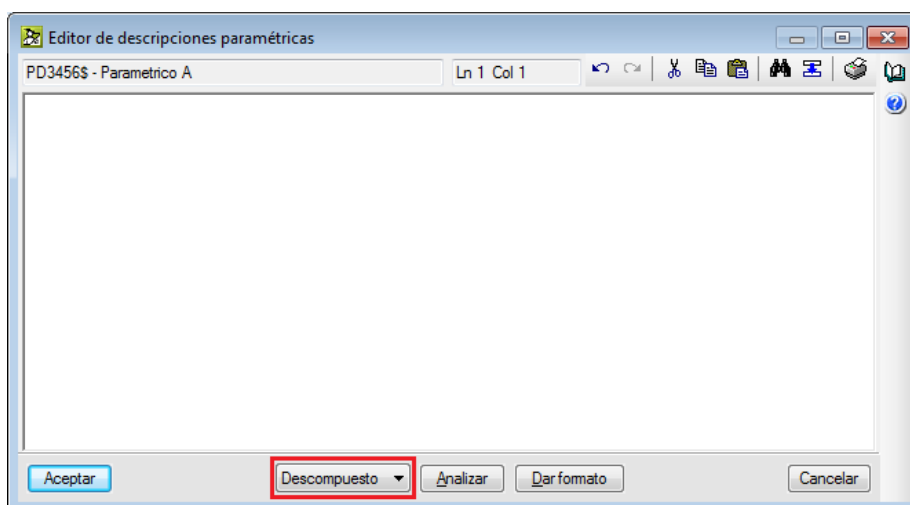 Editor de descripciones paramétricas
PD3456$ - Parametrico A Ln 1 Col 1
Aceptar Descompuesto Analizar Dar formato Cancelar